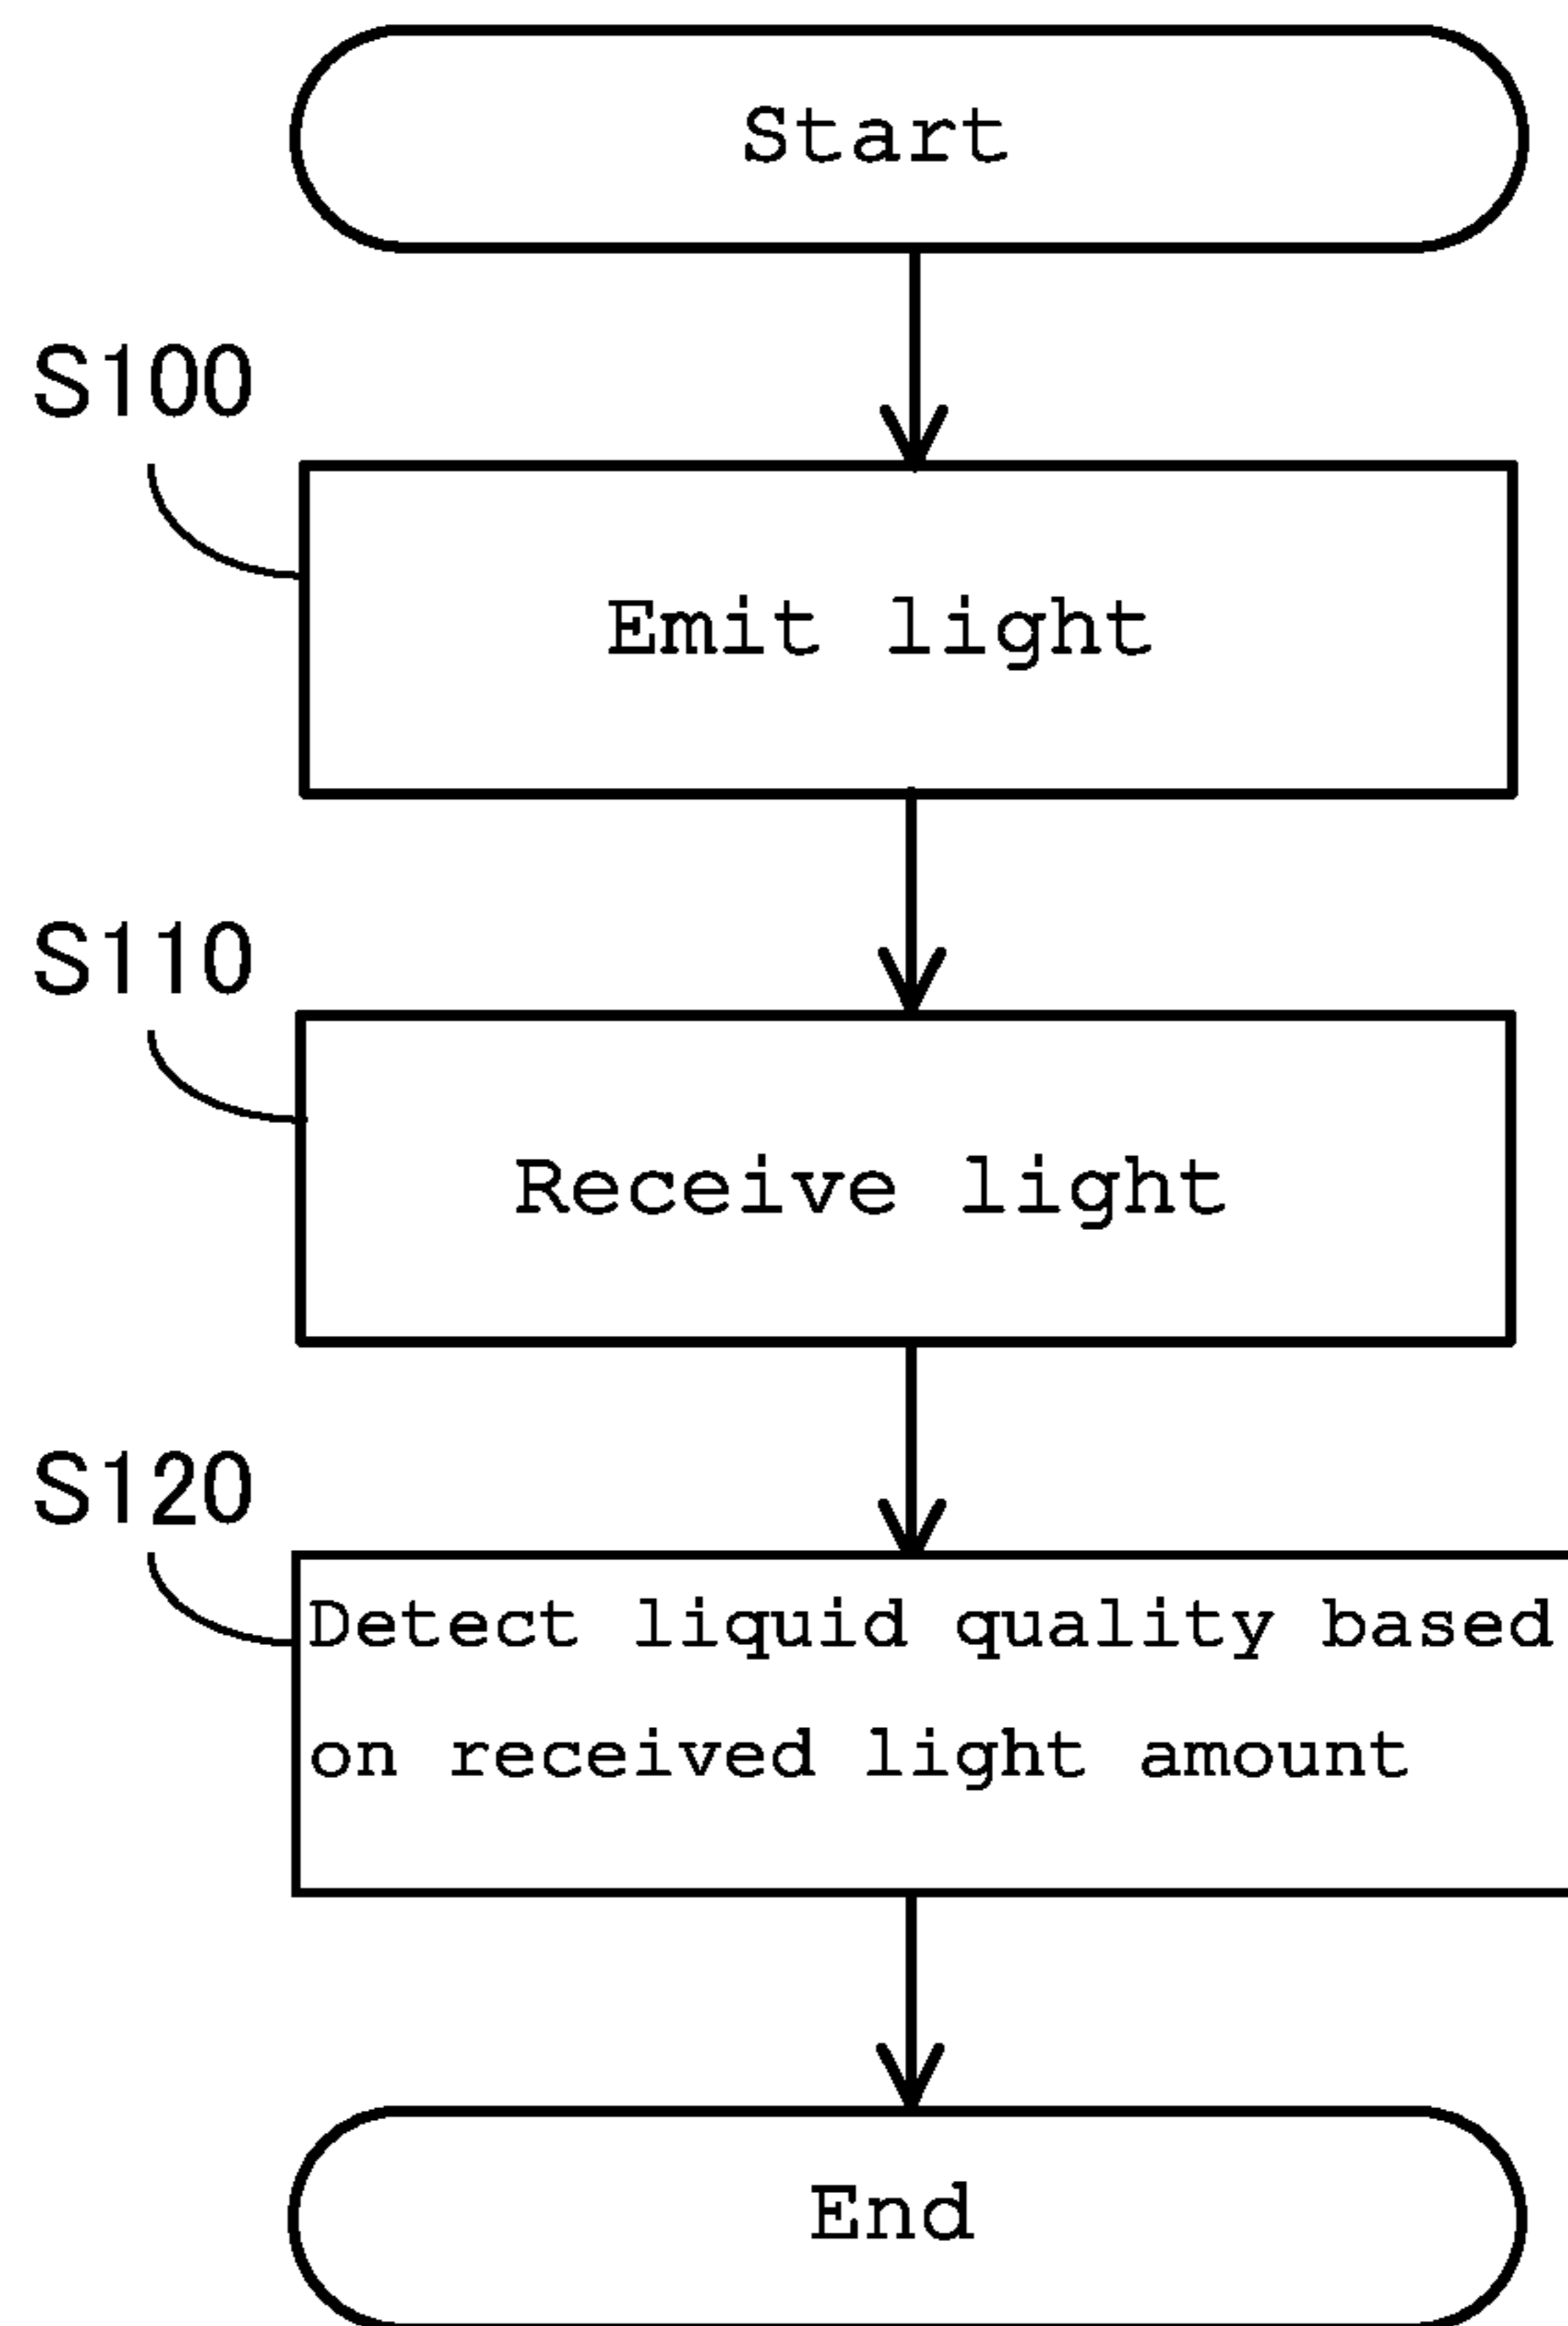 Start
S100
Emit light
S110
Receive light
S120
Detect liquid quality based
on received light amount
End